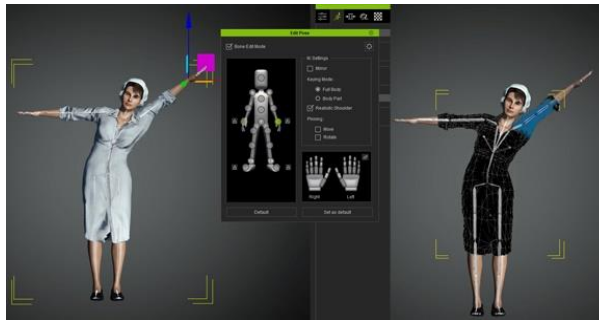 Edit Pose
Bone Edit Mode
IK Settings
Mirror
Keying Mode :
Full Body
Body Part
Realistic Shoulder
Pinning :
Move
Rotate
Right
Left
Default
Set as default